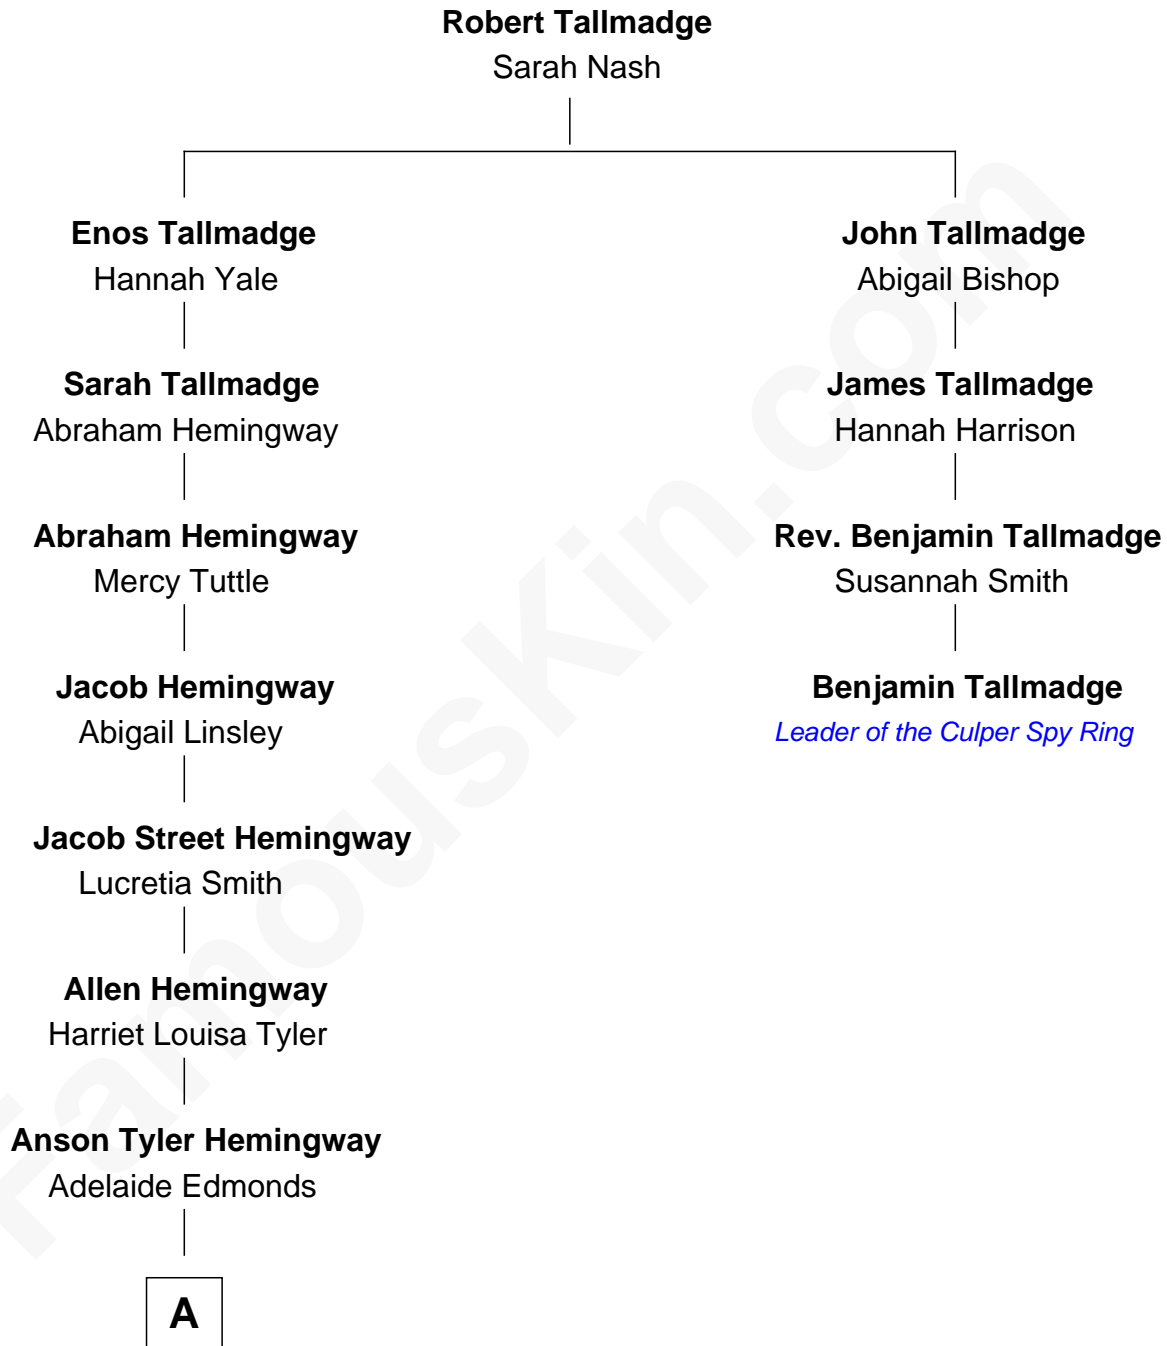 Robert Tallmadge
Sarah Nash
Enos Tallmadge
Hannah Yale
John Tallmadge
Abigail Bishop
Sarah Tallmadge
Abraham Hemingway
James Tallmadge
Hannah Harrison
Abraham Hemingway
Mercy Tuttle
Rev. Benjamin Tallmadge
Susannah Smith
Jacob Hemingway
Abigail Linsley
Benjamin Tallmadge
Leader of the Culper Spy Ring
Jacob Street Hemingway
Lucretia Smith
Allen Hemingway
Harriet Louisa Tyler
Anson Tyler Hemingway
Adelaide Edmonds
A
FamousKin.com